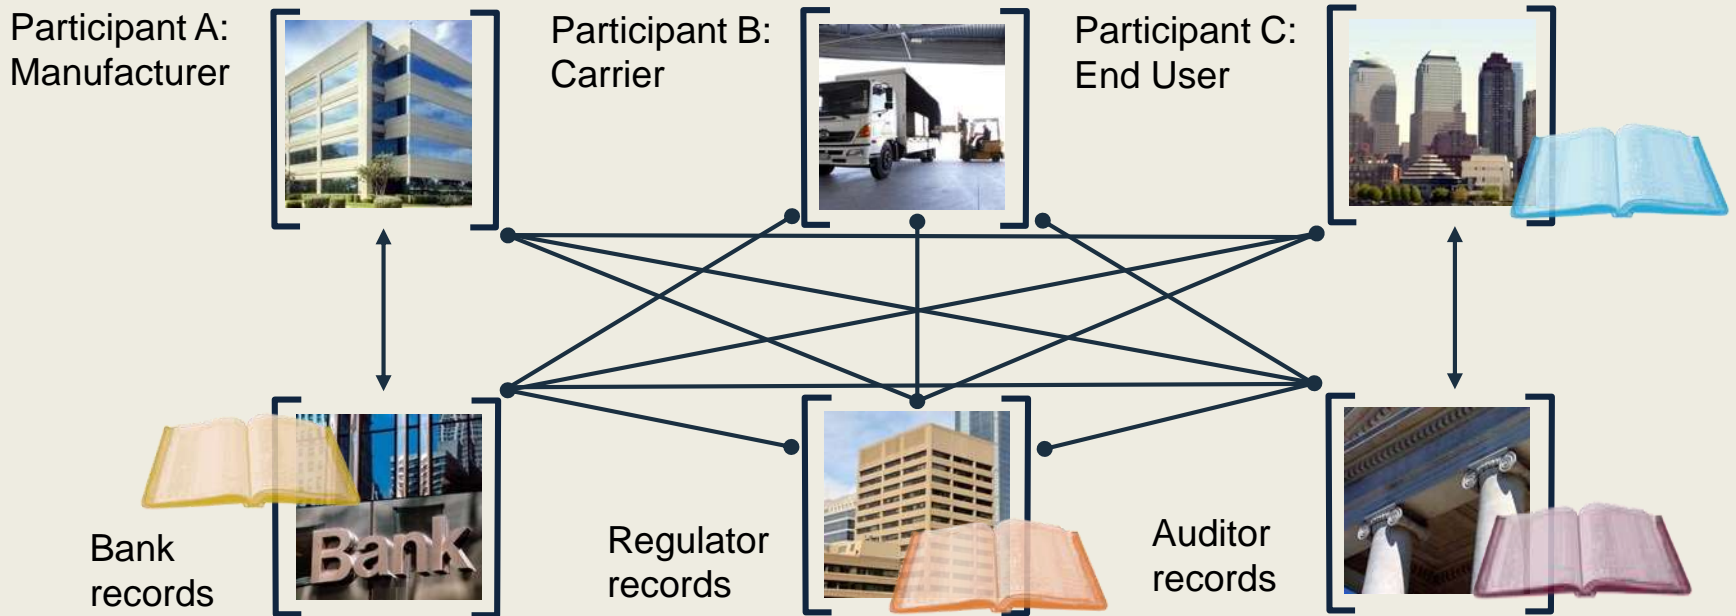 Participant A:
Manufacturer
Participant B:
Carrier
Participant C:
End User
Bank
records
Bank
Regulator
records
Auditor
records